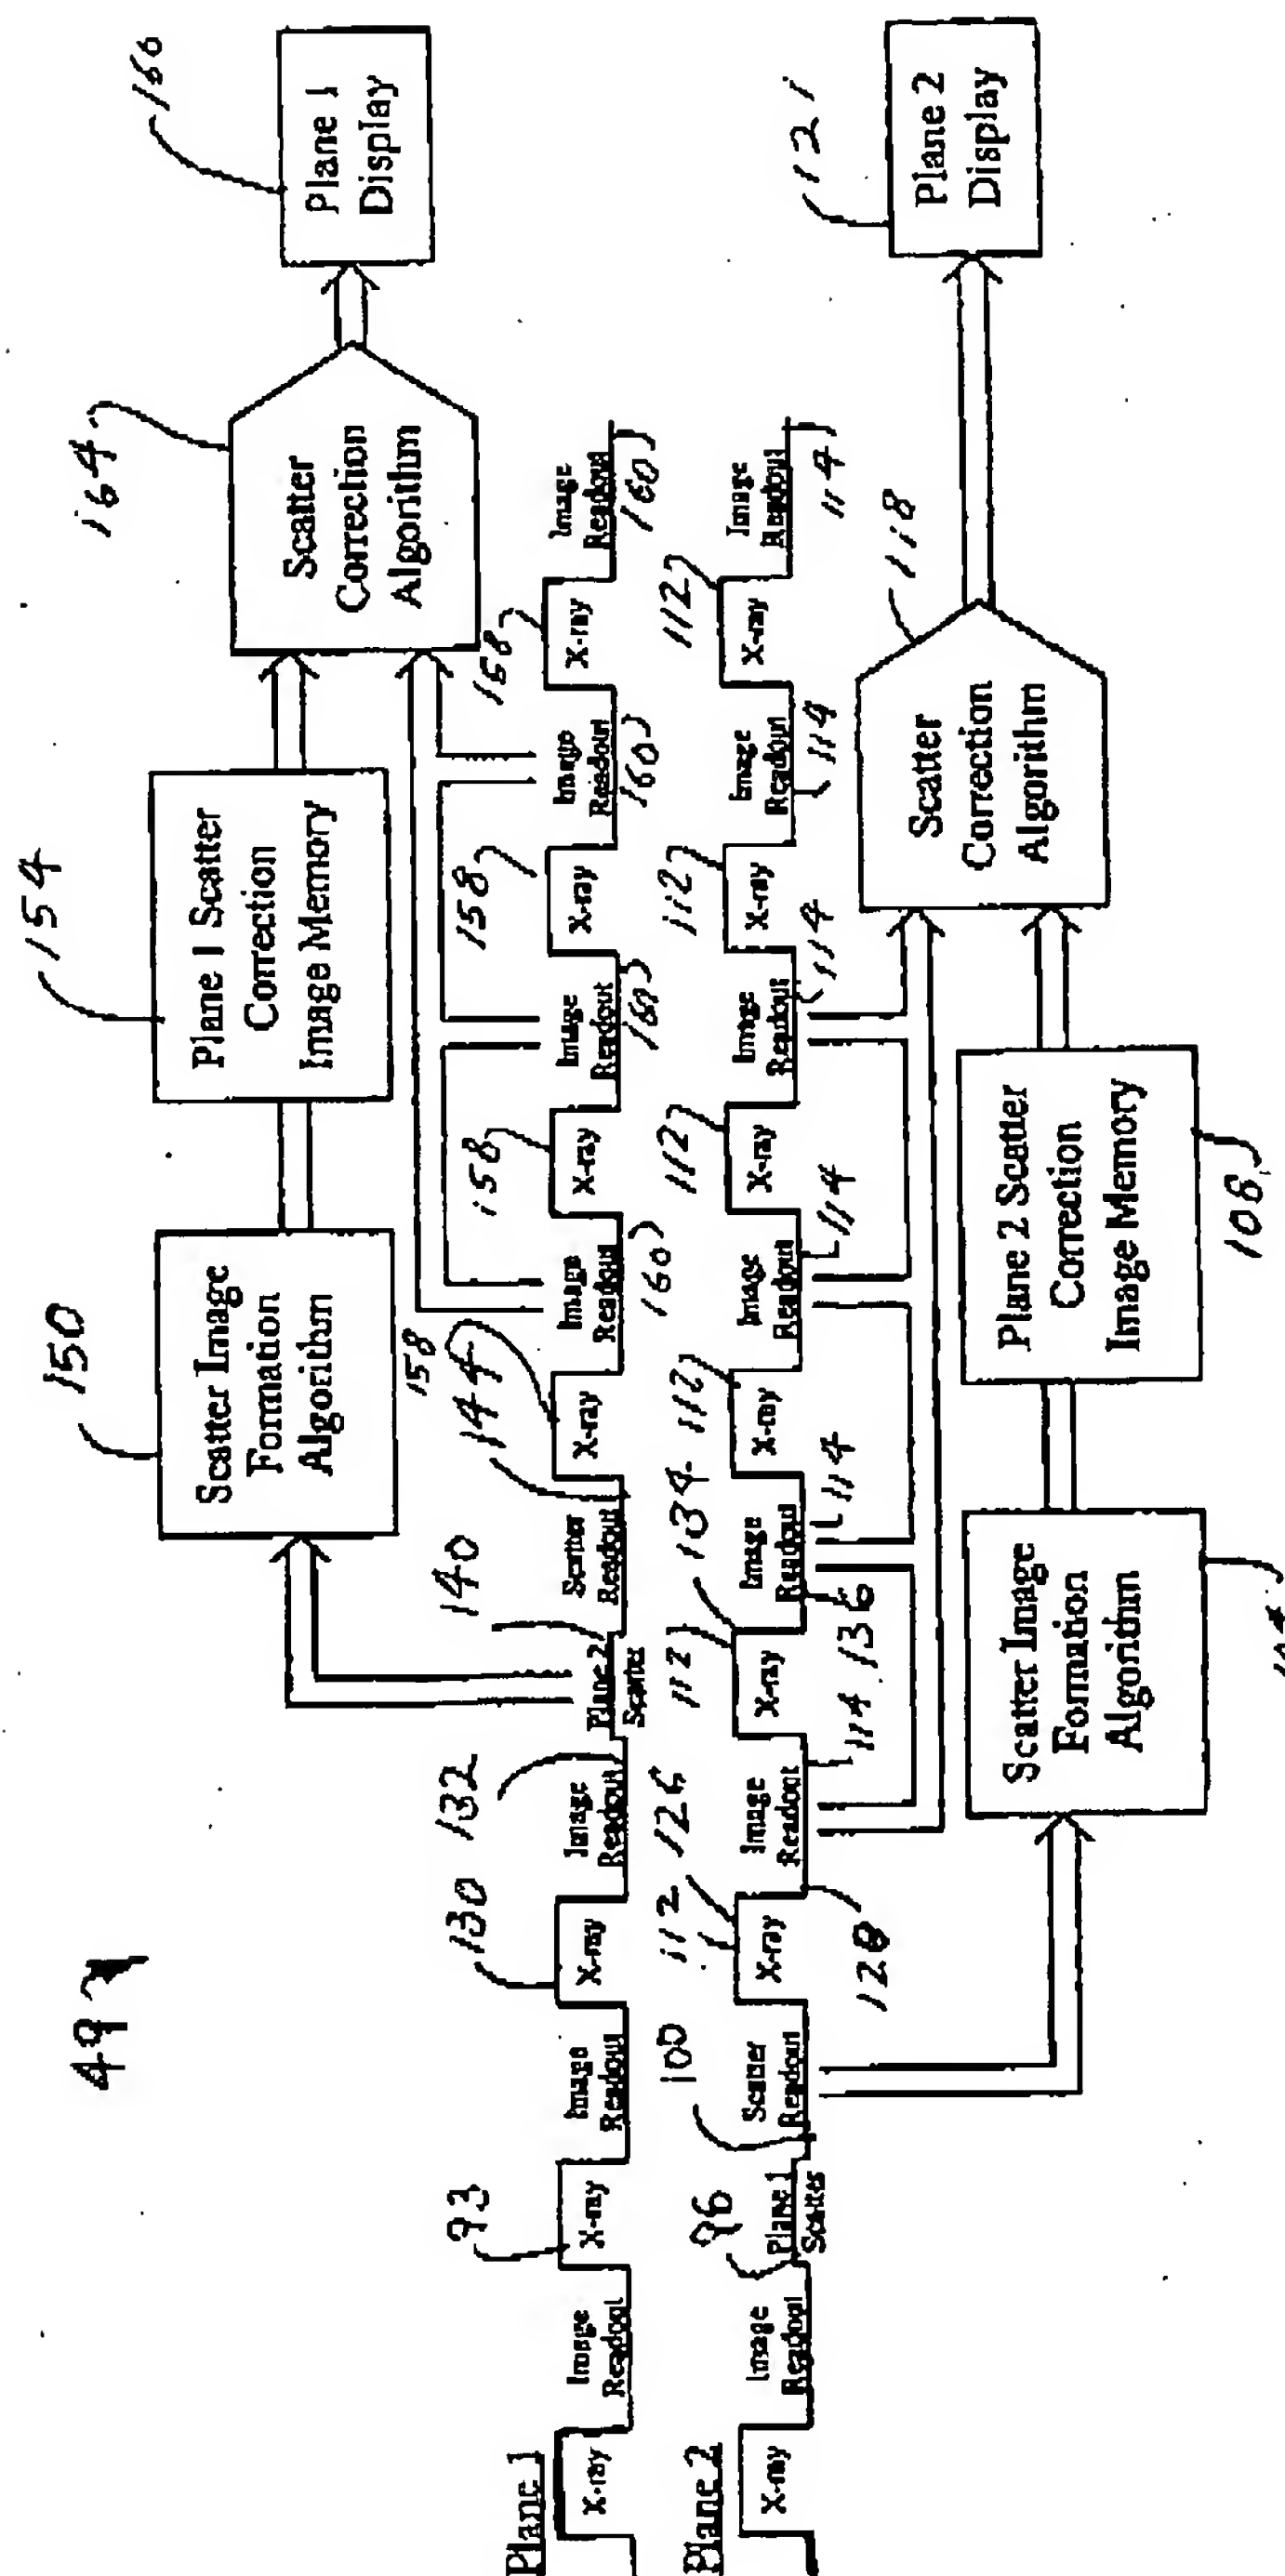 49
150
154
164
166
Scatter Image
Formation
Algorithm
Plane 1 Scatter
Correction
Image Memory
Scatter
Correction
Algorithm
Plane 1
Display
93
130
132
140
144
158
158
158
158
Plane 1
X-ray
Image
Readout
X-ray
Image
Readout
X-ray
Image
Readout
Plane 2
Scatter
Scatter
Readout
X-ray
Image
Readout
X-ray
Image
Readout
X-ray
Image
Readout
X-ray
Image
Readout
160
160
160
160
96
100
112
126
112
134
112
112
112
112
Plane 2
X-ray
Image
Readout
Plane 1
Scatter
Scatter
Readout
X-ray
Image
Readout
X-ray
Image
Readout
X-ray
Image
Readout
X-ray
Image
Readout
X-ray
Image
Readout
X-ray
Image
Readout
128
114
136
114
114
114
114
114
Scatter Image
Formation
Algorithm
Plane 2 Scatter
Correction
Image Memory
108
Scatter
Correction
Algorithm
118
Plane 2
Display
121